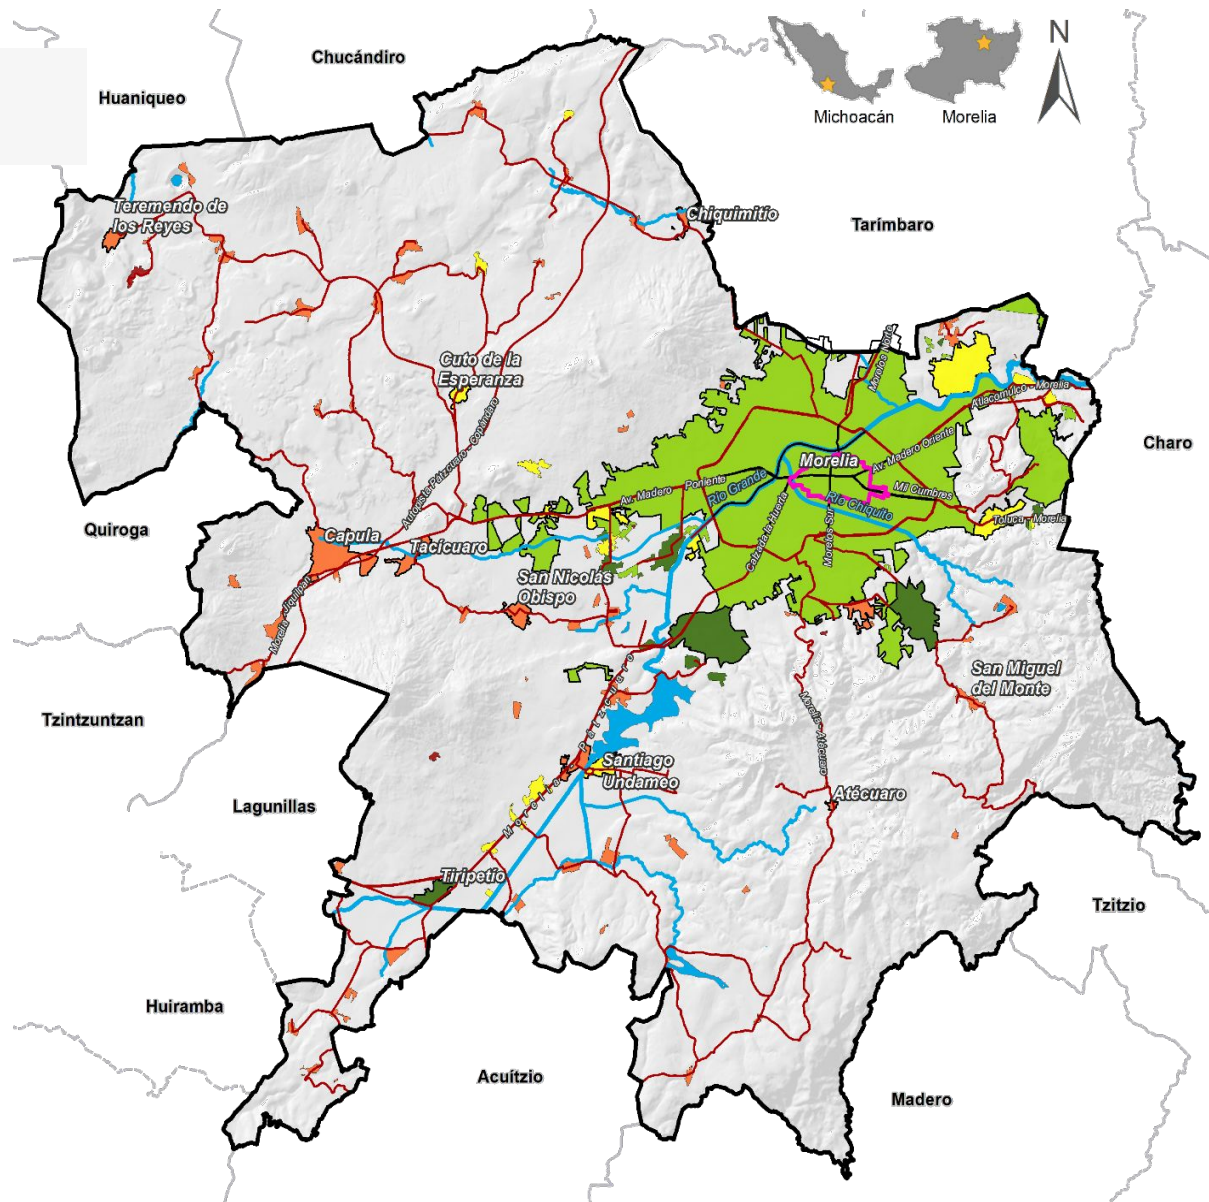 N
Chucándiro
Huaniqueo
Michoacán
Morelia
Teremendo de
los Reyes
Chiquimitío
Tarímbaro
Morelos Norte
Cuto de la
Esperanza
Atlacomulco - Morelia
Autopista Pátzcuaro - Copándaro
Charo
Av. Madero Oriente
Morelia
Mil Cumbres
Av. Madero Poniente
Río Grande
Río Chiquito
Toluca - Morelia
Quiroga
Capula
Tacícuaro
Calzada la Huerta
Morelos Sur
San Nicolás
Obispo
Morelia - Jiquilpan
San Miguel
del Monte
Tzintzuntzan
Morelia - Pátzcuaro
Morelia - Atécuaro
Santiago
Undameo
Atécuaro
Lagunillas
Tiripetío
Tzitzio
Huiramba
Acuítzio
Madero